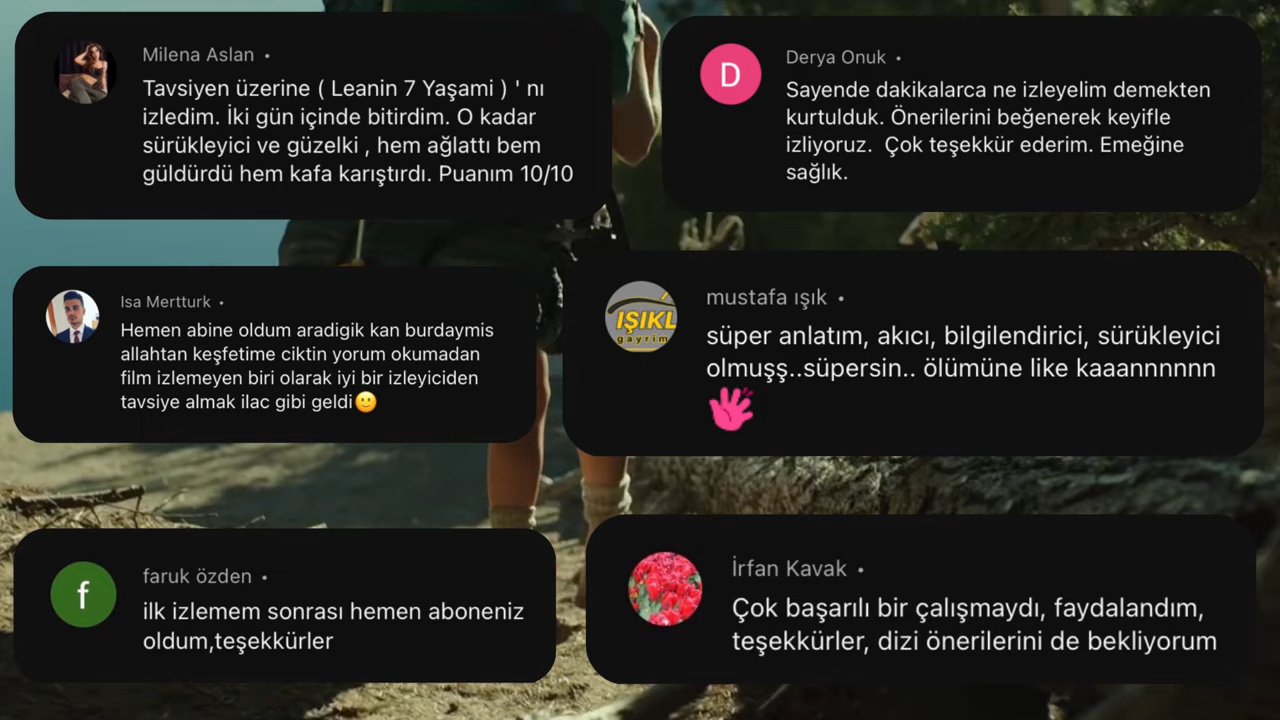 Milena Aslan •
Tavsiyen üzerine ( Leanin 7 Yaşami ) ' nı
izledim. İki gün içinde bitirdim. O kadar
sürükleyici ve güzelki , hem ağlattı bem
güldürdü hem kafa karıştırdı. Puanım 10/10
D
Derya Onuk •
Sayende dakikalarca ne izleyelim demekten
kurtulduk. Önerilerini beğenerek keyifle
izliyoruz. Çok teşekkür ederim. Emeğine
sağlık.
Isa Mertturk •
Hemen abine oldum aradigik kan burdaymis
allahtan keşfetime ciktin yorum okumadan
film izlemeyen biri olarak iyi bir izleyiciden
tavsiye almak ilac gibi geldi🙂
IŞIKL
gayrim
mustafa ışık •
süper anlatım, akıcı, bilgilendirici, sürükleyici
olmuşş..süpersin.. ölümüne like kaaannnnnn
f
faruk özden •
ilk izlemem sonrası hemen aboneniz
oldum,teşekkürler
İrfan Kavak •
Çok başarılı bir çalışmaydı, faydalandım,
teşekkürler, dizi önerilerini de bekliyorum